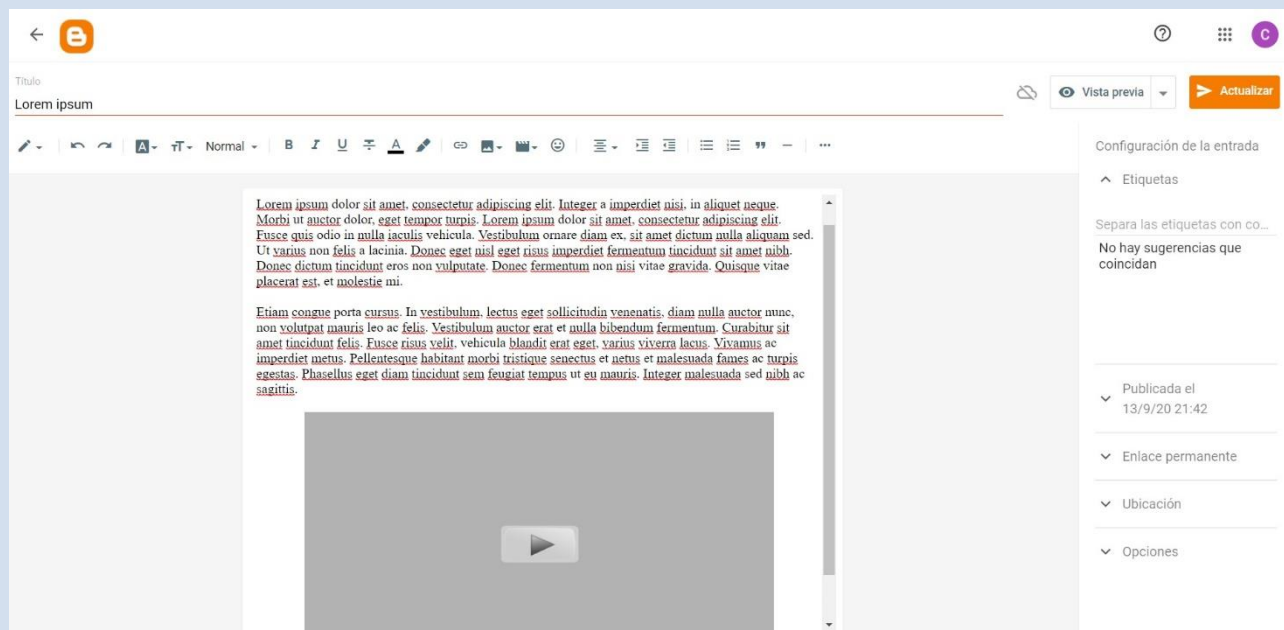 C
Título
Lorem ipsum
Vista previa
Actualizar
Normal
B I U A
Configuración de la entrada
Etiquetas
Separa las etiquetas con co...
No hay sugerencias que
coincidan
Publicada el
13/9/20 21:42
Enlace permanente
Ubicación
Opciones
Lorem ipsum dolor sit amet, consectetur adipiscing elit. Integer a imperdiet nisi, in aliquet neque.
Morbi ut auctor dolor, eget tempor turpis. Lorem ipsum dolor sit amet, consectetur adipiscing elit.
Fusce quis odio in nulla iaculis vehicula. Vestibulum ornare diam ex, sit amet dictum nulla aliquam sed.
Ut varius non felis a lacinia. Donec eget nisl eget risus imperdiet fermentum tincidunt sit amet nibh.
Donec dictum tincidunt eros non vulputate. Donec fermentum non nisi vitae gravida. Quisque vitae
placerat est, et molestie mi.
Etiam congue porta cursus. In vestibulum, lectus eget sollicitudin venenatis, diam nulla auctor nunc,
non volutpat mauris leo ac felis. Vestibulum auctor erat et nulla bibendum fermentum. Curabitur sit
amet tincidunt felis. Fusce risus velit, vehicula blandit erat eget, varius viverra lacus. Vivamus ac
imperdiet metus. Pellentesque habitant morbi tristique senectus et netus et malesuada fames ac turpis
egestas. Phasellus eget diam tincidunt sem feugiat tempus ut eu mauris. Integer malesuada sed nibh ac
sagittis.